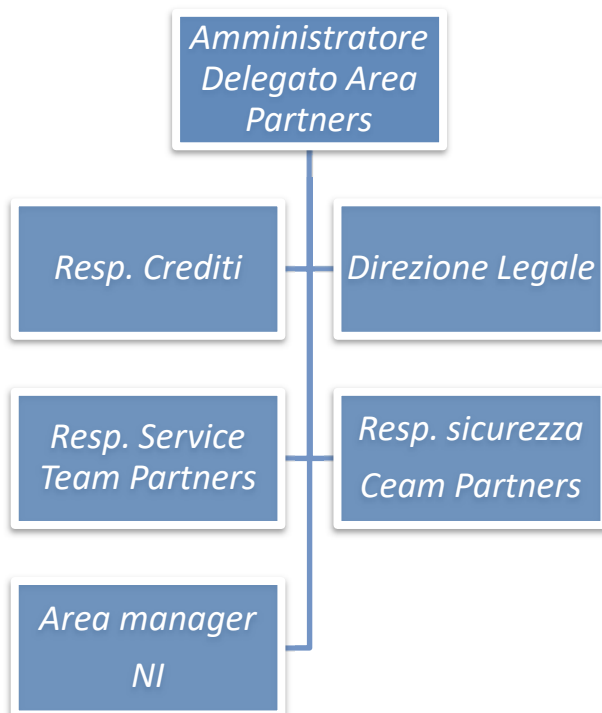 Amministratore
Delegato Area
Partners
Resp. Crediti
Direzione Legale
Resp. Service
Team Partners
Resp. sicurezza
Ceam Partners
Area manager
NI